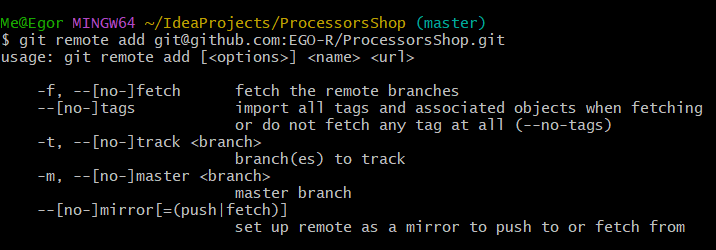 Me@Egor MINGW64 ~/IdeaProjects/ProcessorsShop (master)
$ git remote add git@github.com:EGO-R/ProcessorsShop.git
usage: git remote add [<options>] <name> <url>

    -f, --[no-]fetch      fetch the remote branches
    --[no-]tags           import all tags and associated objects when fetching
                          or do not fetch any tag at all (--no-tags)
    -t, --[no-]track <branch>
                          branch(es) to track
    -m, --[no-]master <branch>
                          master branch
    --[no-]mirror[=(push|fetch)]
                          set up remote as a mirror to push to or fetch from